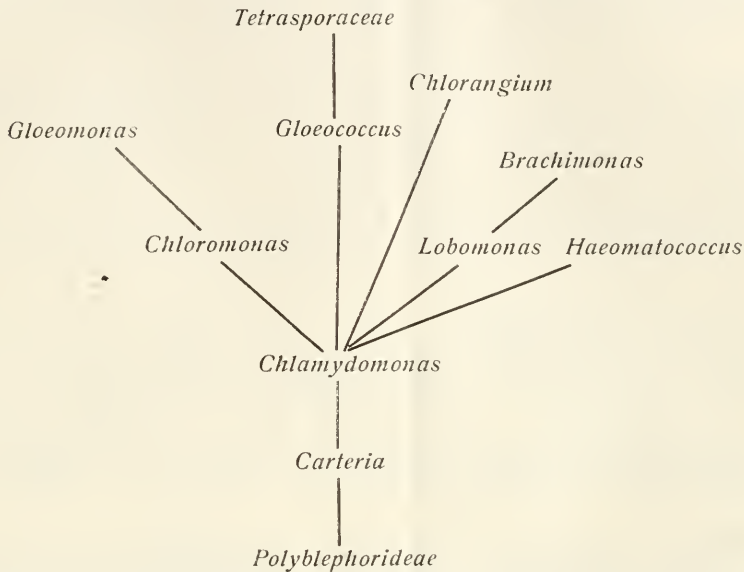 Tetrasporaceae
Chlorangium
Gloeomonas
Gloeococcus
Brachimonas
Chloromonas
Lobomonas
Haeomatococcus
Chlamydomonas
Carteria
Polyblephorideae